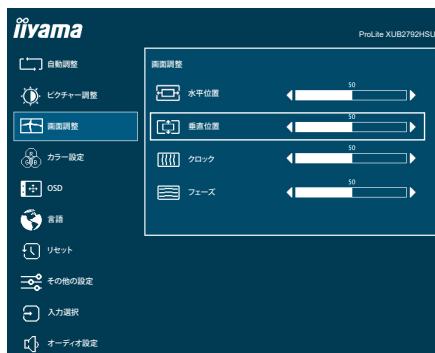 iiyama
ProLite XUB2792HSU
自動調整
ピクチャー調整
画面調整
カラー設定
R
G B
OSD
言語
リセット
その他の設定
入力選択
オーディオ設定
画面調整
水平位置
50
垂直位置
50
クロック
50
フェーズ
50